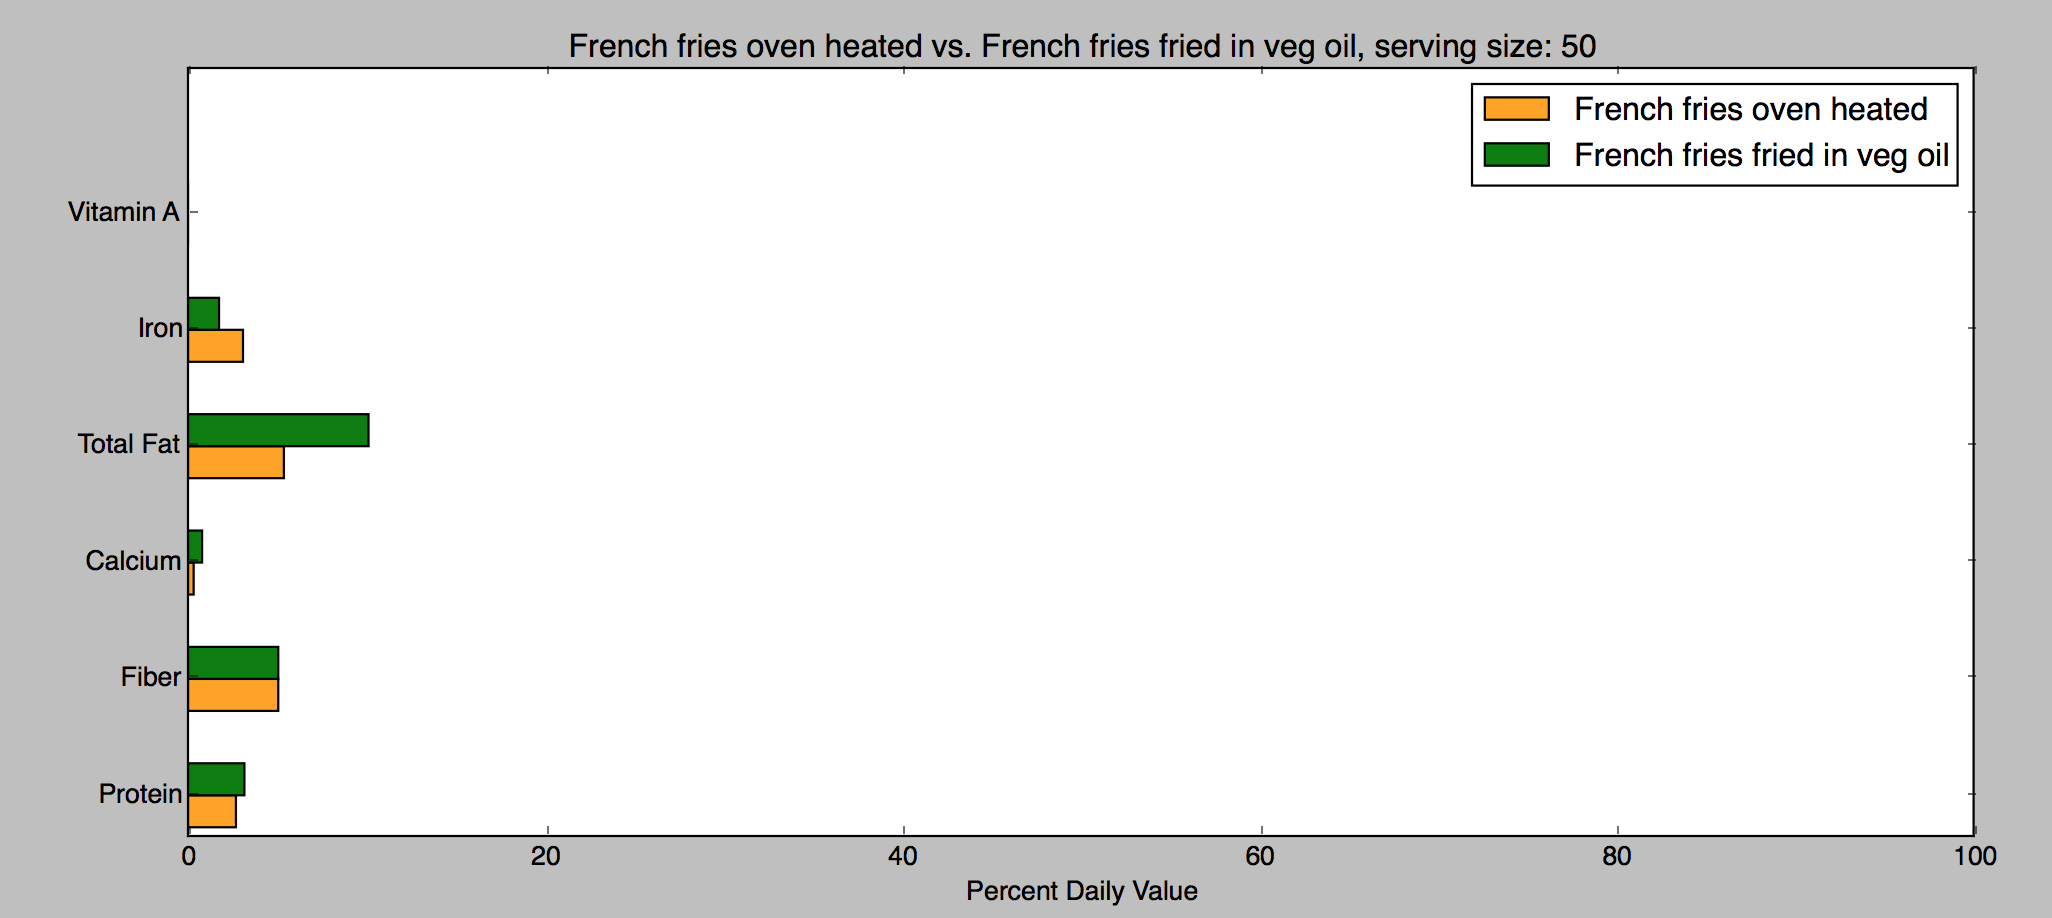 French fries oven heated vs. French fries fried in veg oil, serving size: 50
French fries oven heated
French fries fried in veg oil
Vitamin A
Iron
Total Fat
Calcium
Fiber
Protein
0 20 40 60 80 100
Percent Daily Value